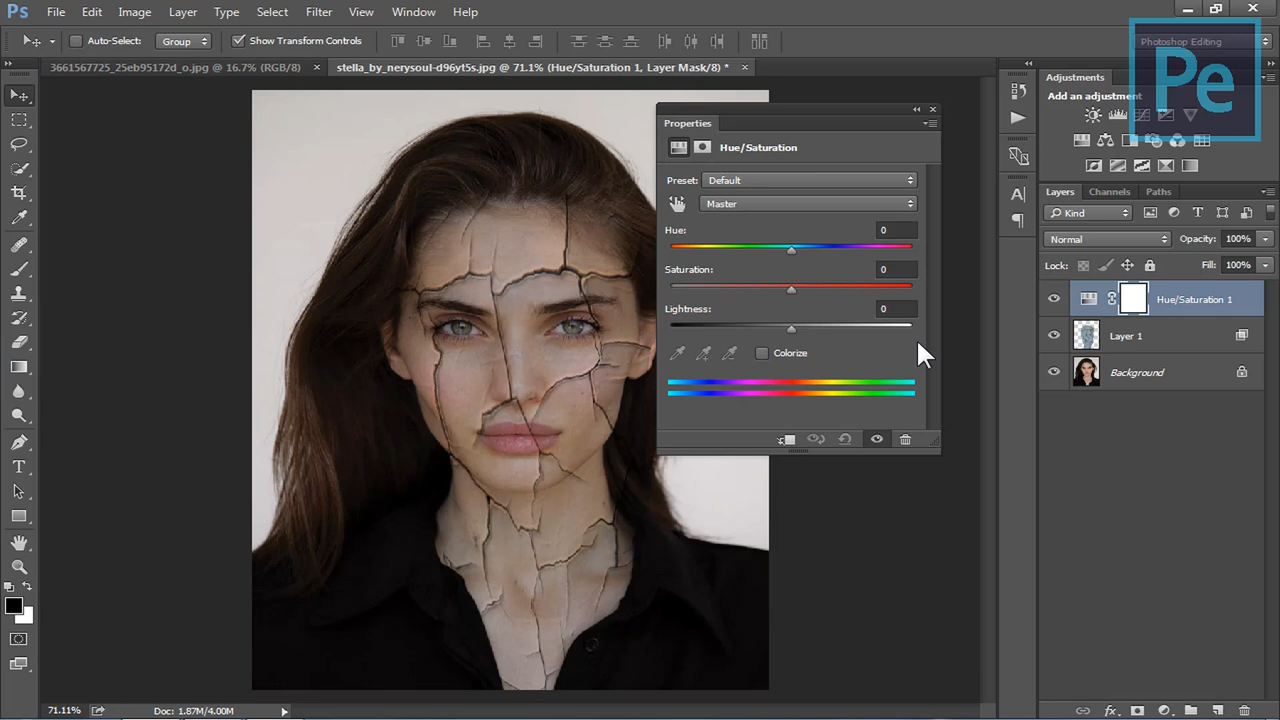 Ps File Edit Image Layer Type Select Filter View Window Help
Auto-Select: Group Show Transform Controls
Photoshop Editing
Pe
3661567725_25eb95172d_o.jpg @ 16.7% (RGB/8) × stella_by_nerysoul-d96yt5s.jpg @ 71.1% (Hue/Saturation 1, Layer Mask/8) * ×
Properties
Hue/Saturation
Preset: Default
Master
Hue: 0
Saturation: 0
Lightness: 0
Colorize
Adjustments
Add an adjustment
Layers Channels Paths
Kind
Normal Opacity: 100%
Lock: Fill: 100%
Hue/Saturation 1
Layer 1
Background
71.11% Doc: 1.87M/4.00M